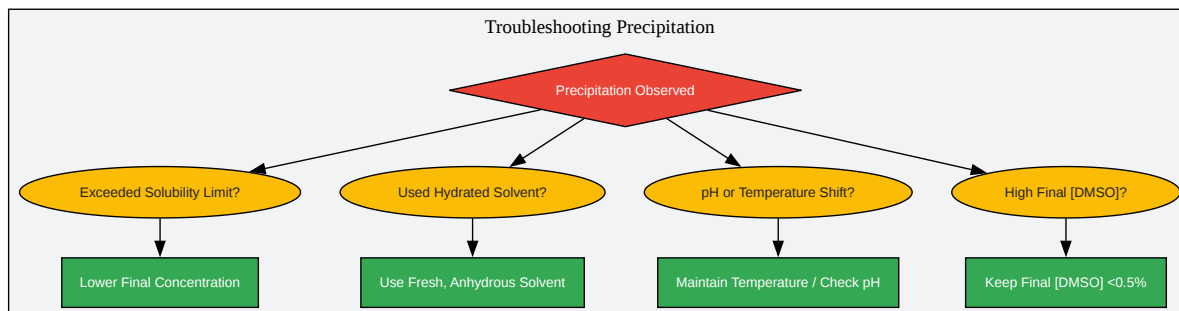 Troubleshooting Precipitation
Precipitation Observed
Exceeded Solubility Limit?
Used Hydrated Solvent?
pH or Temperature Shift?
High Final [DMSO]?
Lower Final Concentration
Use Fresh, Anhydrous Solvent
Maintain Temperature / Check pH
Keep Final [DMSO] <0.5%